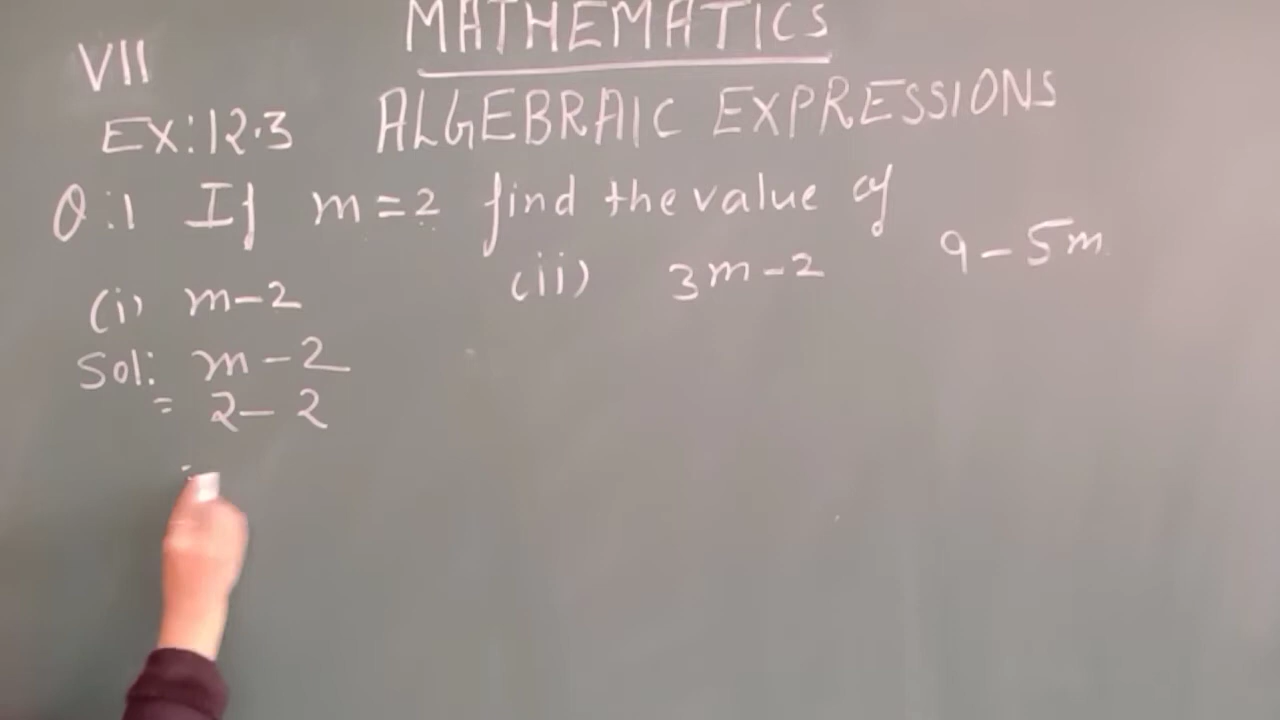 MATHEMATICS
VII
EX:12.3 ALGEBRAIC EXPRESSIONS
Q:1 If m=2 find the value of
(i) m-2 (ii) 3m-2 9-5m
Sol: m-2
= 2-2